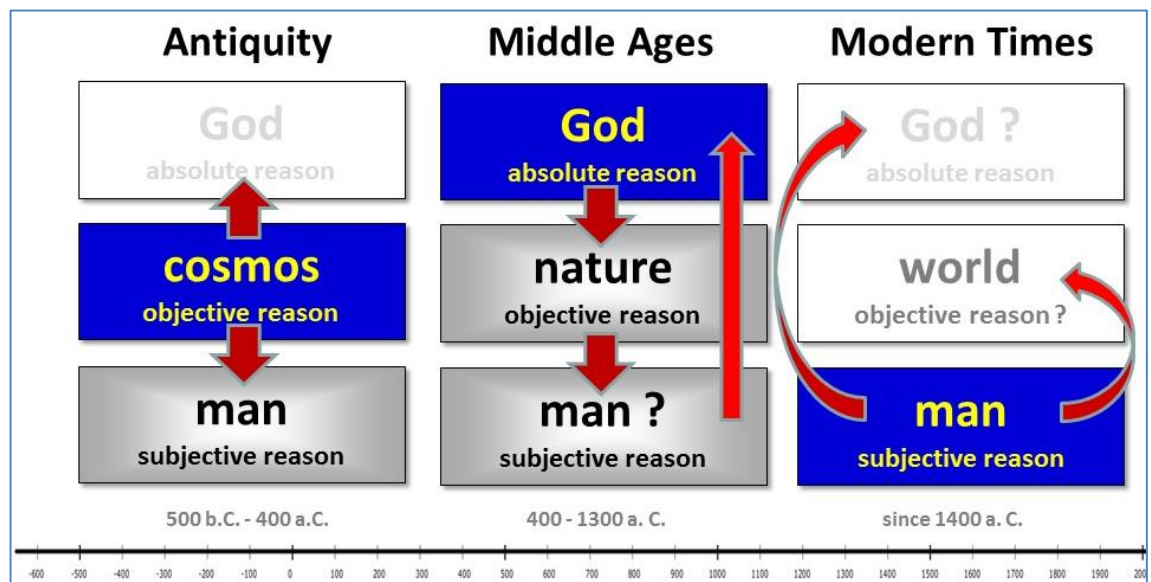 Antiquity
God
absolute reason
cosmos
objective reason
man
subjective reason
500 b.C. - 400 a.C.
Middle Ages
God
absolute reason
nature
objective reason
man ?
subjective reason
400 - 1300 a. C.
Modern Times
God ?
absolute reason
world
objective reason ?
man
subjective reason
since 1400 a. C.
-600 -500 -400 -300 -200 -100 0 100 200 300 400 500 600 700 800 900 1000 1100 1200 1300 1400 1500 1600 1700 1800 1900 200